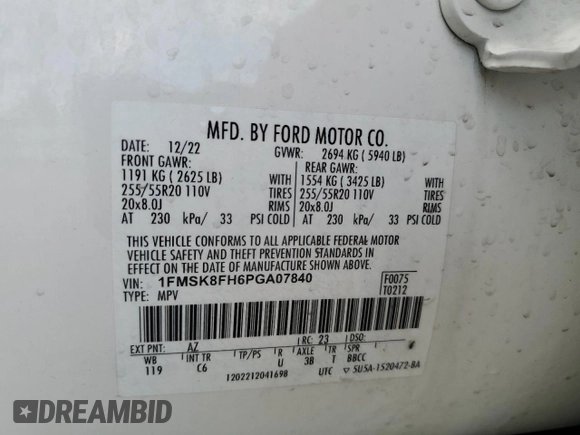 MFD. BY FORD MOTOR CO.
DATE: 12/22 GVWR: 2694 KG ( 5940 LB)
FRONT GAWR: REAR GAWR:
1191 KG ( 2625 LB) WITH 1554 KG ( 3425 LB) WITH
255/55R20 110V TIRES 255/55R20 110V TIRES
20x8.0J RIMS 20x8.0J RIMS
AT 230 kPa/ 33 PSI COLD AT 230 kPa/ 33 PSI COLD
THIS VEHICLE CONFORMS TO ALL APPLICABLE FEDERAL MOTOR
VEHICLE SAFETY AND THEFT PREVENTION STANDARDS IN
EFFECT ON THE DATE OF MANUFACTURE SHOWN ABOVE.
VIN: 1FMSK8FH6PGA07840 F0075
TYPE: MPV T0212
EXT PNT: AZ RC: 23 DSO:
WB INT TR TP/PS R AXLE TR SPR
119 C6 U 3B T BBCC
1202212041698 UTC SU5A-1520472-BA
DREAMBID